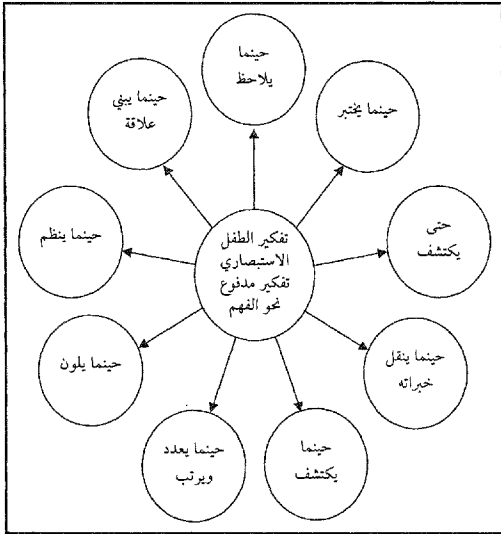 حينما
يلاحظ
حينما يختبر
حتى
يكتشف
حينما ينقل
خبراته
حينما
يكتشف
حينما يعدد
ويرتب
حينما يلون
حينما ينظم
حينما يبني
علاقة
تفكير الطفل
الاستبصاري
تفكير مدفوع
نحو الفهم